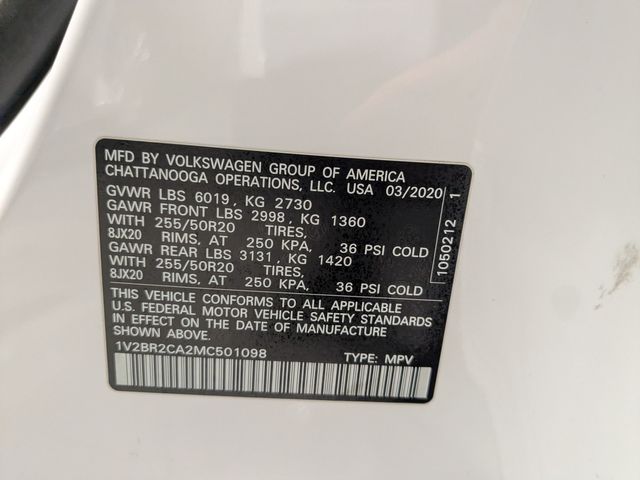 MFD BY VOLKSWAGEN GROUP OF AMERICA
CHATTANOOGA OPERATIONS, LLC. USA 03/2020
GVWR LBS 6019, KG 2730
GAWR FRONT LBS 2998, KG 1360
WITH 255/50R20 TIRES,
8JX20 RIMS, AT 250 KPA, 36 PSI COLD
GAWR REAR LBS 3131, KG 1420
WITH 255/50R20 TIRES,
8JX20 RIMS, AT 250 KPA, 36 PSI COLD
THIS VEHICLE CONFORMS TO ALL APPLICABLE
U.S. FEDERAL MOTOR VEHICLE SAFETY STANDARDS
IN EFFECT ON THE DATE OF MANUFACTURE
SHOWN ABOVE.
1V2BR2CA2MC501098 TYPE: MPV
1050212 1